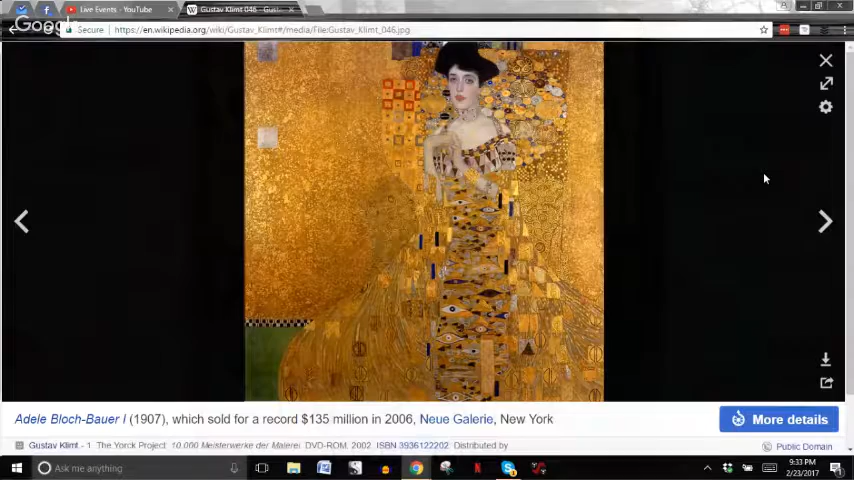 Live Events - YouTube
Gustav Klimt 046 - Gust
Google
Secure https://en.wikipedia.org/wiki/Gustav_Klimt#/media/File:Gustav_Klimt_046.jpg
Adele Bloch-Bauer I (1907), which sold for a record $135 million in 2006, Neue Galerie, New York
More details
Gustav Klimt - 1. The Yorck Project: 10.000 Meisterwerke der Malerei. DVD-ROM, 2002. ISBN 3936122202. Distributed by
Public Domain
Ask me anything
9:33 PM
2/23/2017